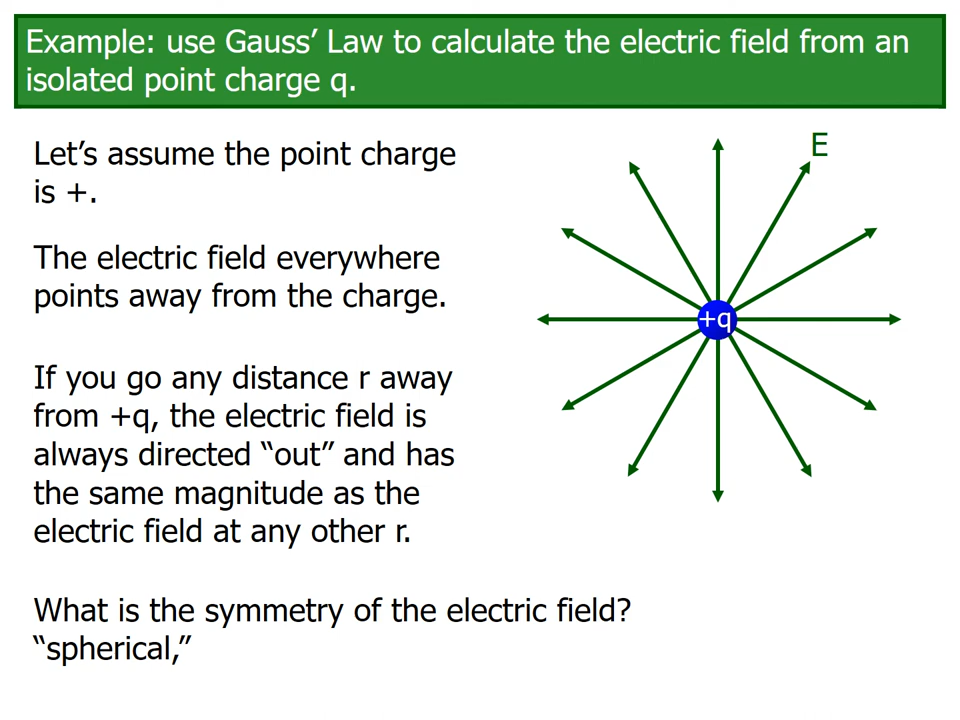 Example: use Gauss’ Law to calculate the electric field from an
isolated point charge q.
Let’s assume the point charge
is +.
The electric field everywhere
points away from the charge.
If you go any distance r away
from +q, the electric field is
always directed “out” and has
the same magnitude as the
electric field at any other r.
What is the symmetry of the electric field?
“spherical,”
E
+q